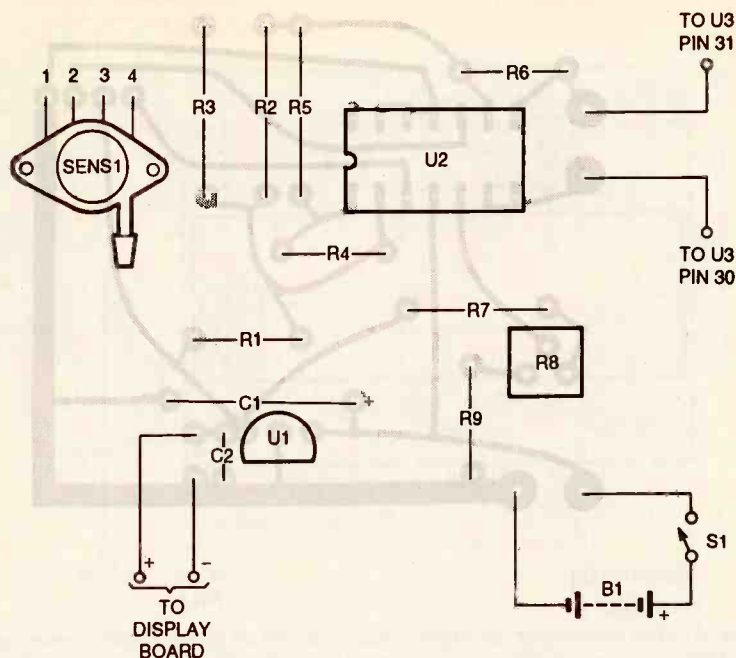 TO U3
PIN 31
1 2 3 4
R3
R2
R5
R6
SENS1
U2
TO U3
PIN 30
R4
R7
R1
R8
C1
+
R9
U1
C2
S1
+ -
B1
+
TO
DISPLAY
BOARD